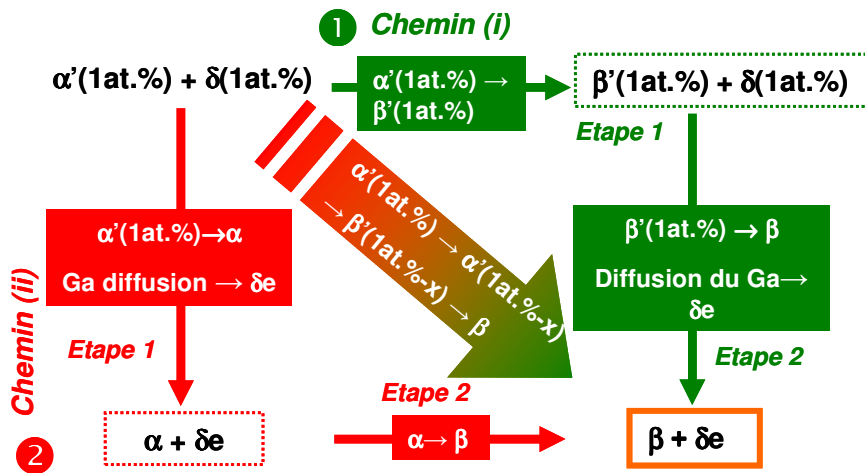 1 Chemin (i)
α’(1at.%) + δ(1at.%)
α’(1at.%) →
β’(1at.%)
β’(1at.%) + δ(1at.%)
Etape 1
α’(1at.%) → α’(1at.%-x)
→ β’(1at.%-x) → β
α’(1at.%)→α
Ga diffusion → δe
β’(1at.%) → β
Diffusion du Ga→
δe
Chemin (ii)
2
Etape 1
Etape 2
Etape 2
α + δe
α→ β
β + δe